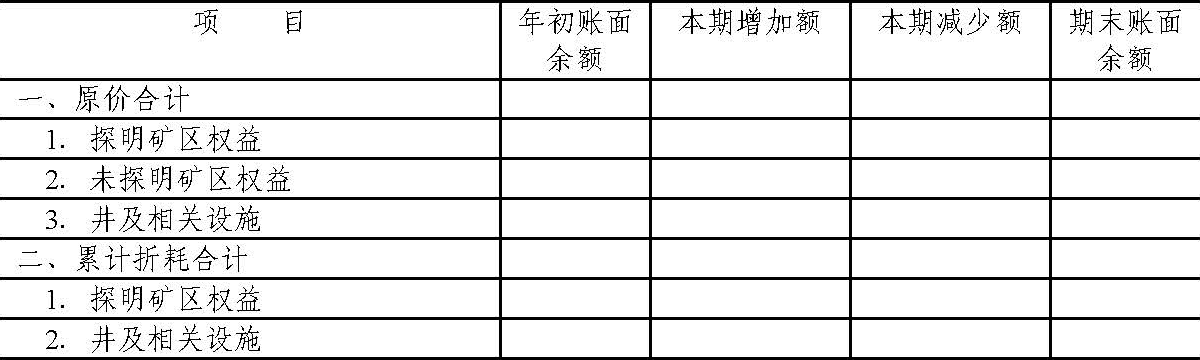 项 目 年初账面余额 本期增加额 本期减少额 期末账面余额
一、原价合计
1. 探明矿区权益
2. 未探明矿区权益
3. 井及相关设施
二、累计折耗合计
1. 探明矿区权益
2. 井及相关设施